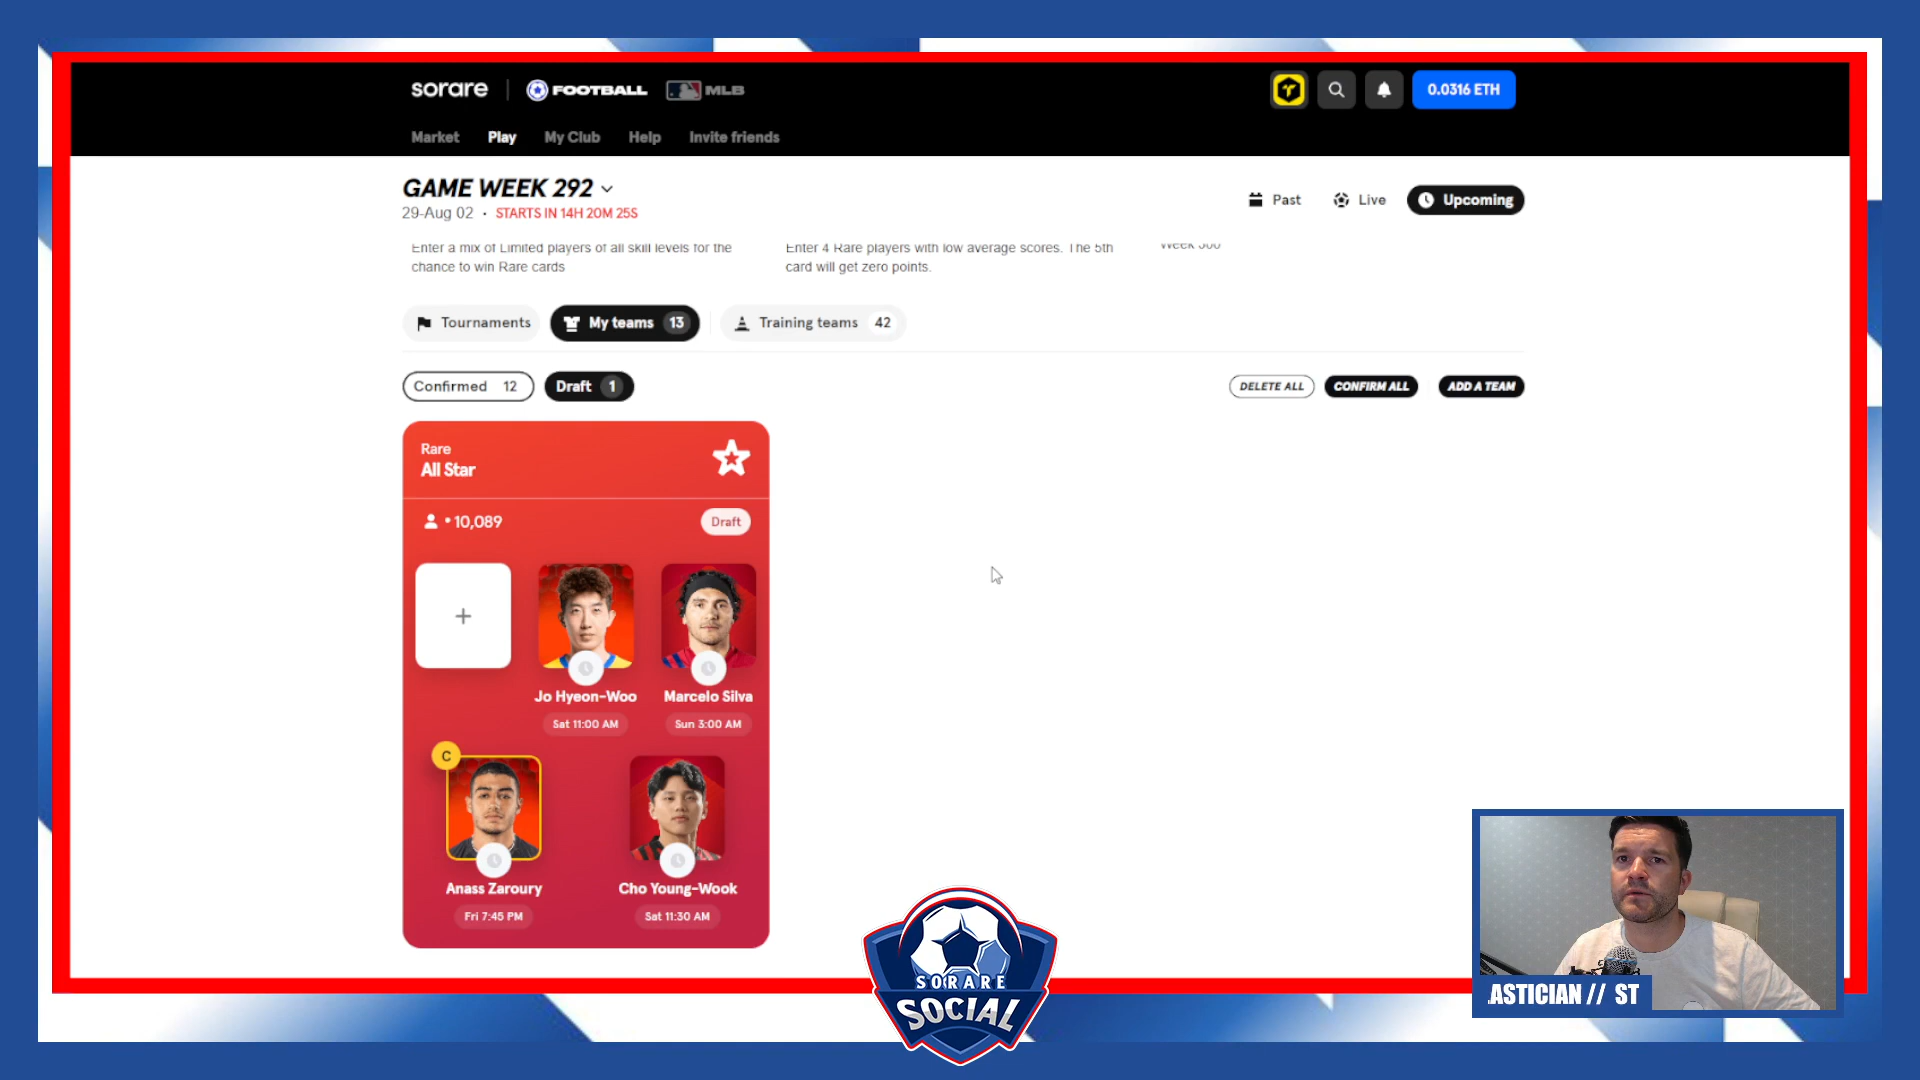 sorare
FOOTBALL
MLB
0.0316 ETH
Market
Play
My Club
Help
Invite friends
GAME WEEK 292
29-Aug 02 • STARTS IN 14H 20M 25S
Past
Live
Upcoming
Enter a mix of Limited players of all skill levels for the
chance to win Rare cards
Enter 4 Rare players with low average scores. The 5th
card will get zero points.
Week 300
Tournaments
My teams 13
Training teams 42
Confirmed 12
Draft 1
DELETE ALL
CONFIRM ALL
ADD A TEAM
Rare
All Star
• 10,089
Draft
+
Jo Hyeon-Woo
Marcelo Silva
Sat 11:00 AM
Sun 3:00 AM
C
Anass Zaroury
Cho Young-Wook
Fri 7:45 PM
Sat 11:30 AM
SORARE
SOCIAL
.ASTICIAN // ST